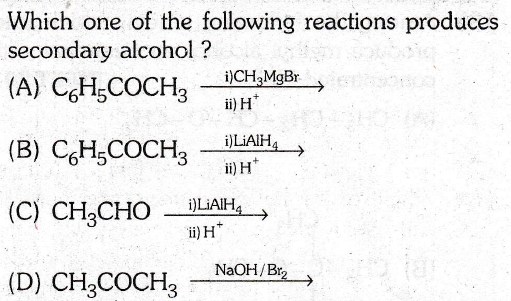 Which one of the following reactions produces
secondary alcohol ?
(A) C₆H₅COCH₃ i)CH₃MgBr ii) H⁺ →
(B) C₆H₅COCH₃ i)LiAlH₄ ii) H⁺ →
(C) CH₃CHO i)LiAlH₄ ii) H⁺ →
(D) CH₃COCH₃ NaOH/Br₂ →